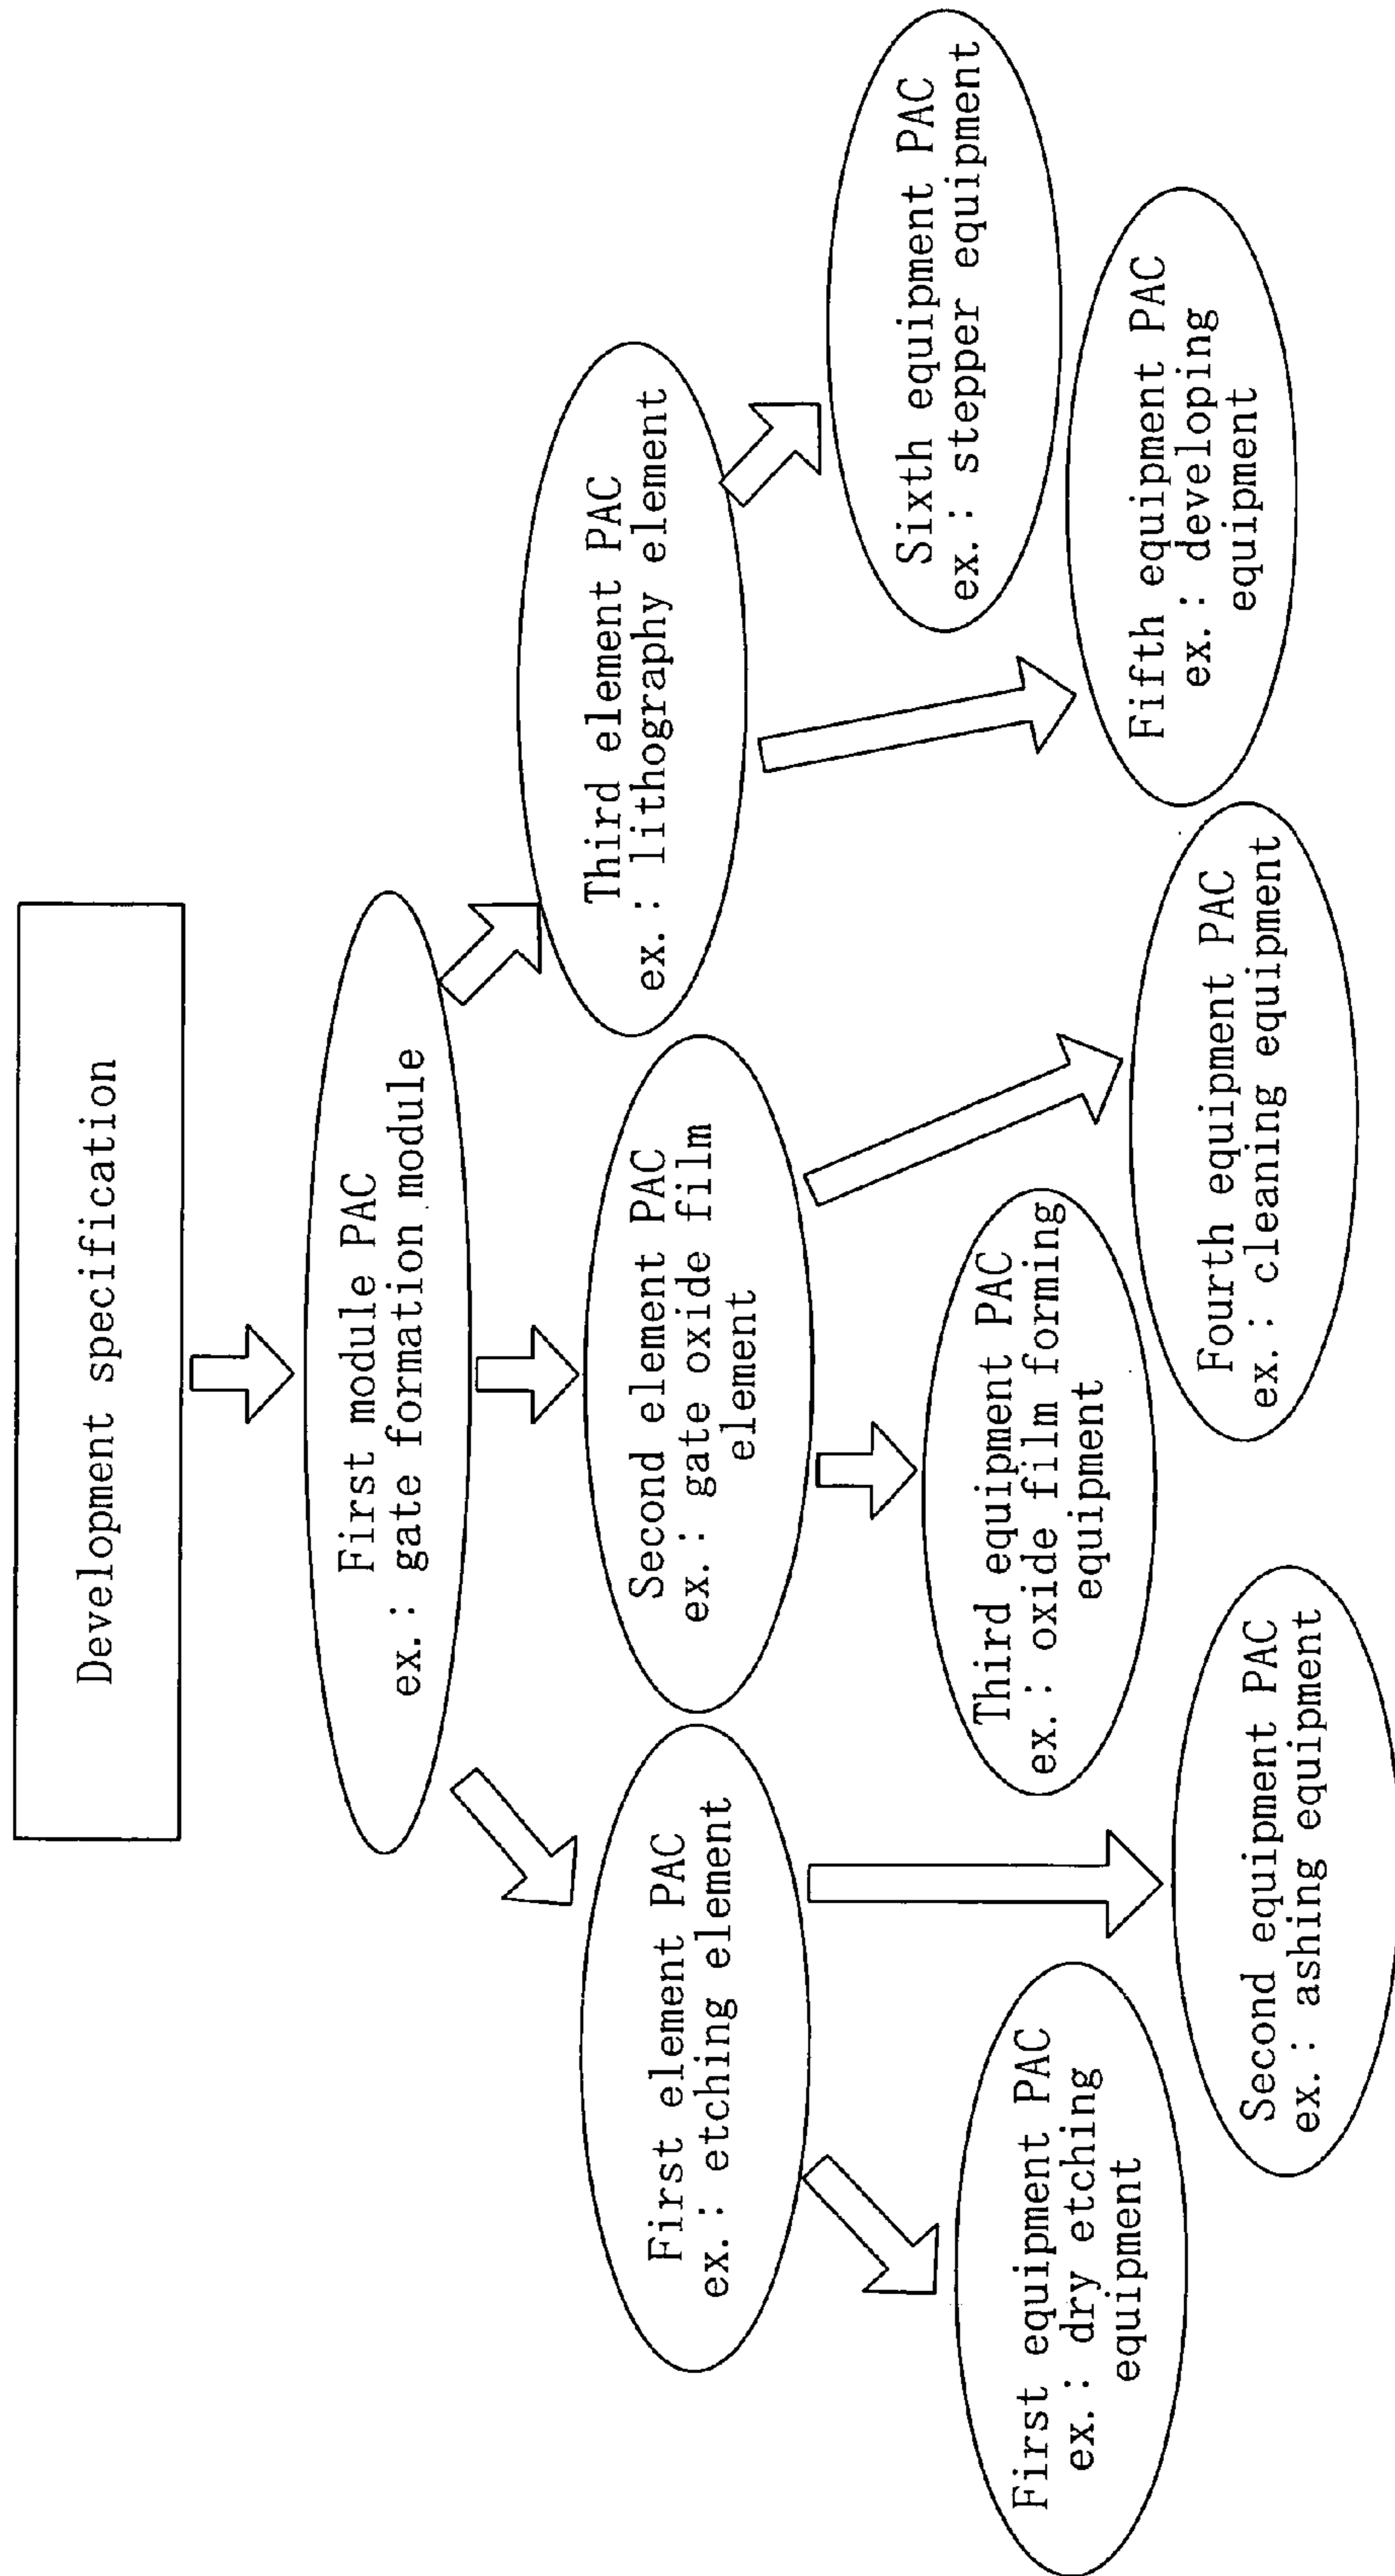 Development specification
First module PAC
ex.: gate formation module
First element PAC
ex.: etching element
Second element PAC
ex.: gate oxide film
element
Third element PAC
ex.: lithography element
First equipment PAC
ex.: dry etching
equipment
Second equipment PAC
ex.: ashing equipment
Third equipment PAC
ex.: oxide film forming
equipment
Fourth equipment PAC
ex.: cleaning equipment
Fifth equipment PAC
ex.: developing
equipment
Sixth equipment PAC
ex.: stepper equipment